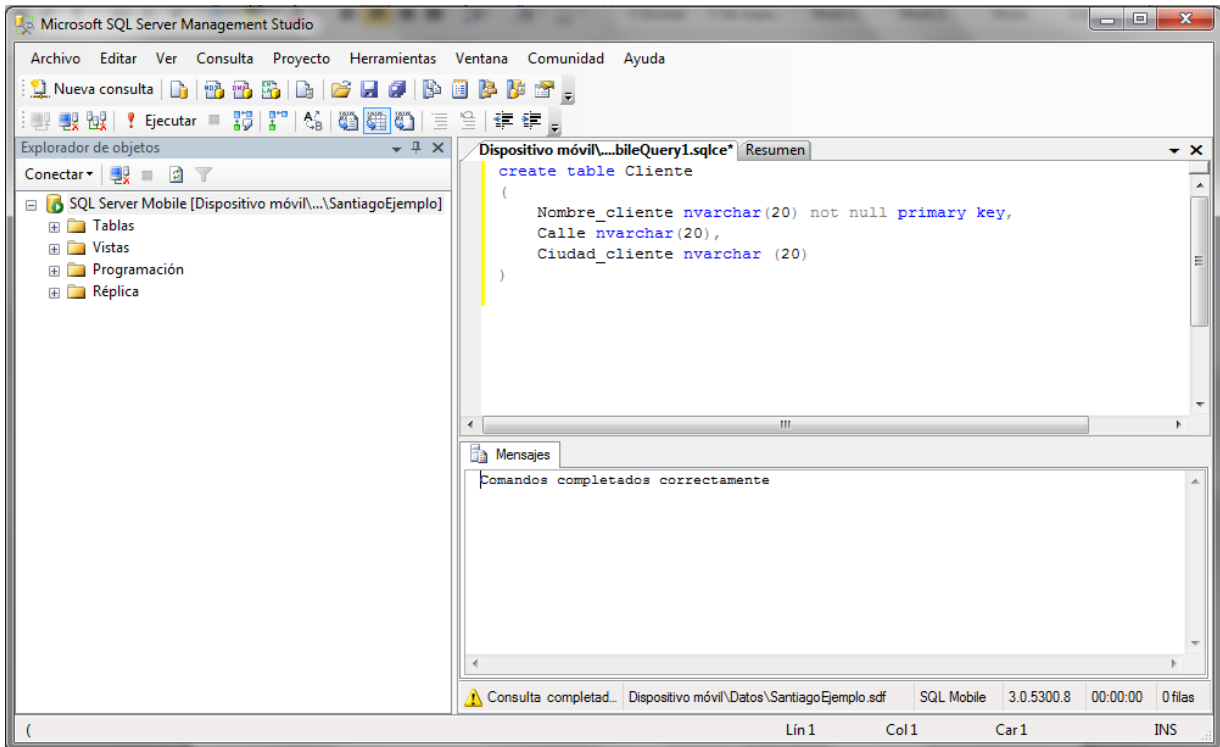 Microsoft SQL Server Management Studio
Archivo Editar Ver Consulta Proyecto Herramientas Ventana Comunidad Ayuda
Nueva consulta
Ejecutar
Explorador de objetos
Conectar
SQL Server Mobile [Dispositivo móvil\...\SantiagoEjemplo]
Tablas
Vistas
Programación
Réplica
Dispositivo móvil\....bileQuery1.sqlce* Resumen
create table Cliente
(
Nombre_cliente nvarchar(20) not null primary key,
Calle nvarchar(20),
Ciudad_cliente nvarchar (20)
)
Mensajes
Comandos completados correctamente
Consulta completad... Dispositivo móvil\Datos\SantiagoEjemplo.sdf SQL Mobile 3.0.5300.8 00:00:00 0 filas
( Lín 1 Col 1 Car 1 INS